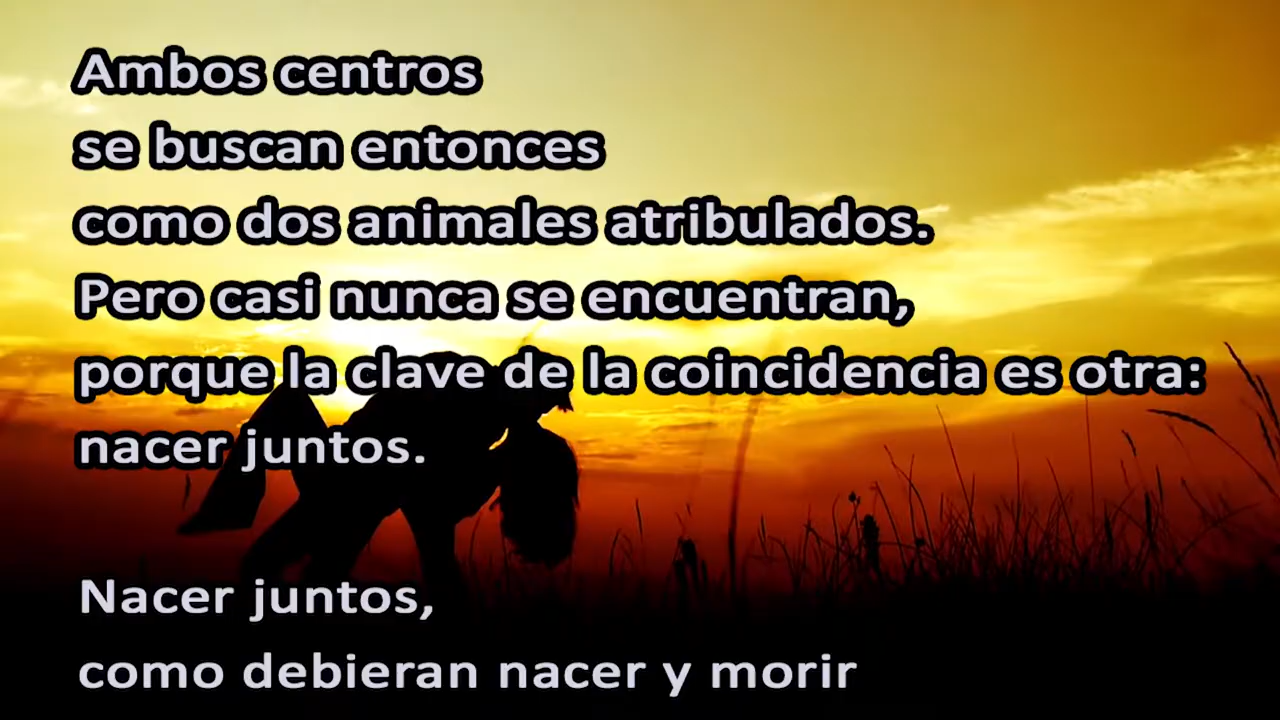 Ambos centros
se buscan entonces
como dos animales atribulados.
Pero casi nunca se encuentran,
porque la clave de la coincidencia es otra:
nacer juntos.
Nacer juntos,
como debieran nacer y morir